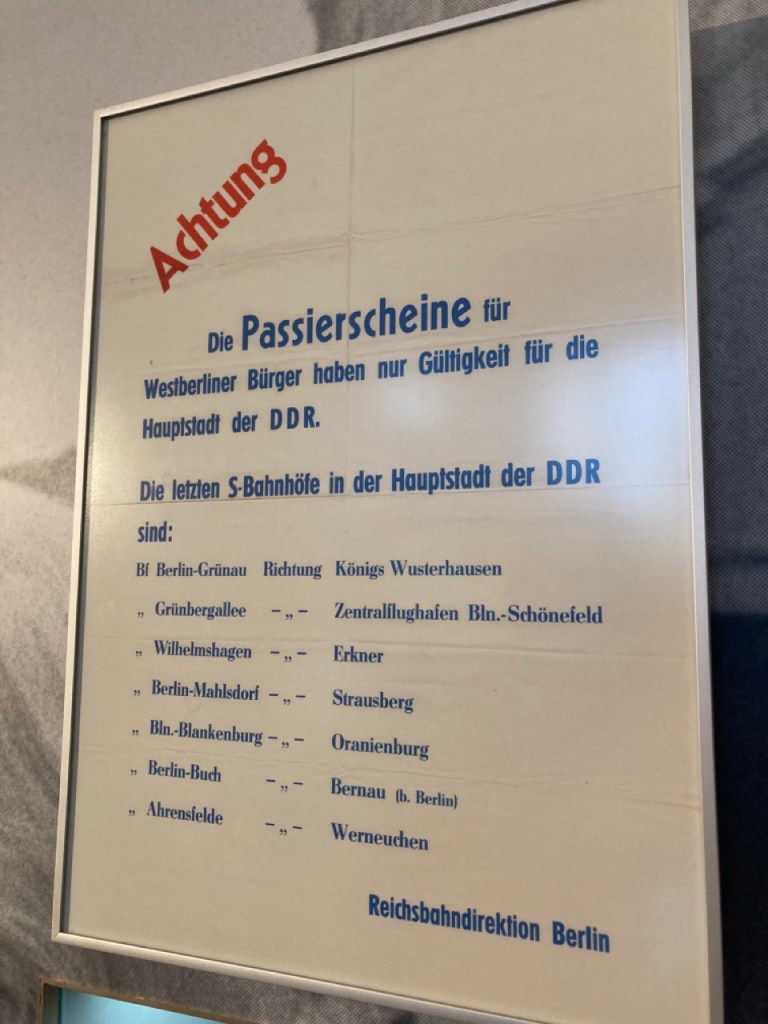 Achtung
Die Passierscheine für
Westberliner Bürger haben nur Gültigkeit für die
Hauptstadt der DDR.
Die letzten S-Bahnhöfe in der Hauptstadt der DDR
sind:
Bf Berlin-Grünau Richtung Königs Wusterhausen
„ Grünbergallee –„– Zentralflughafen Bln.-Schönefeld
„ Wilhelmshagen –„– Erkner
„ Berlin-Mahlsdorf –„– Strausberg
„ Bln.-Blankenburg –„– Oranienburg
„ Berlin-Buch –„– Bernau (b. Berlin)
„ Ahrensfelde –„– Werneuchen
Reichsbahndirektion Berlin